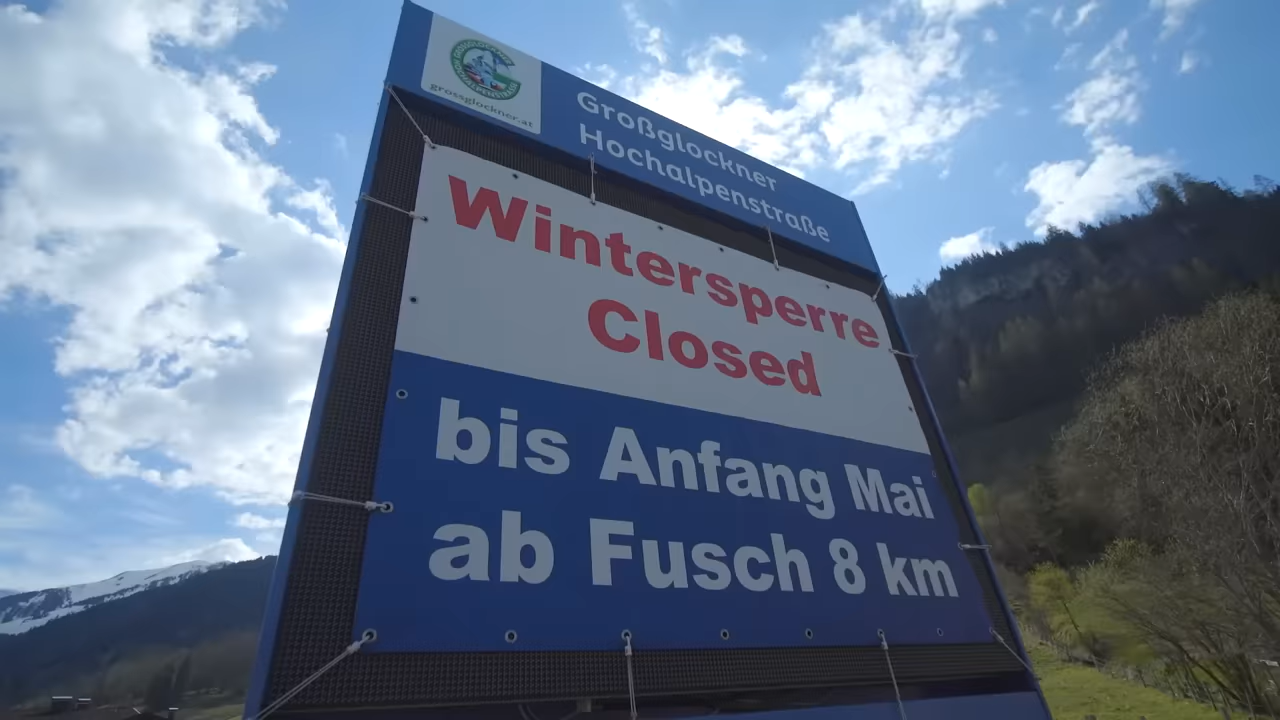 grossglockner.at
Großglockner
Hochalpenstraße
Wintersperre
Closed
bis Anfang Mai
ab Fusch 8 km